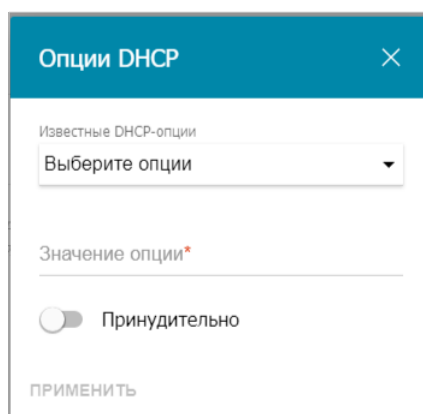 Опции DHCP
Известные DHCP-опции
Выберите опции
Значение опции*
Принудительно
ПРИМЕНИТЬ